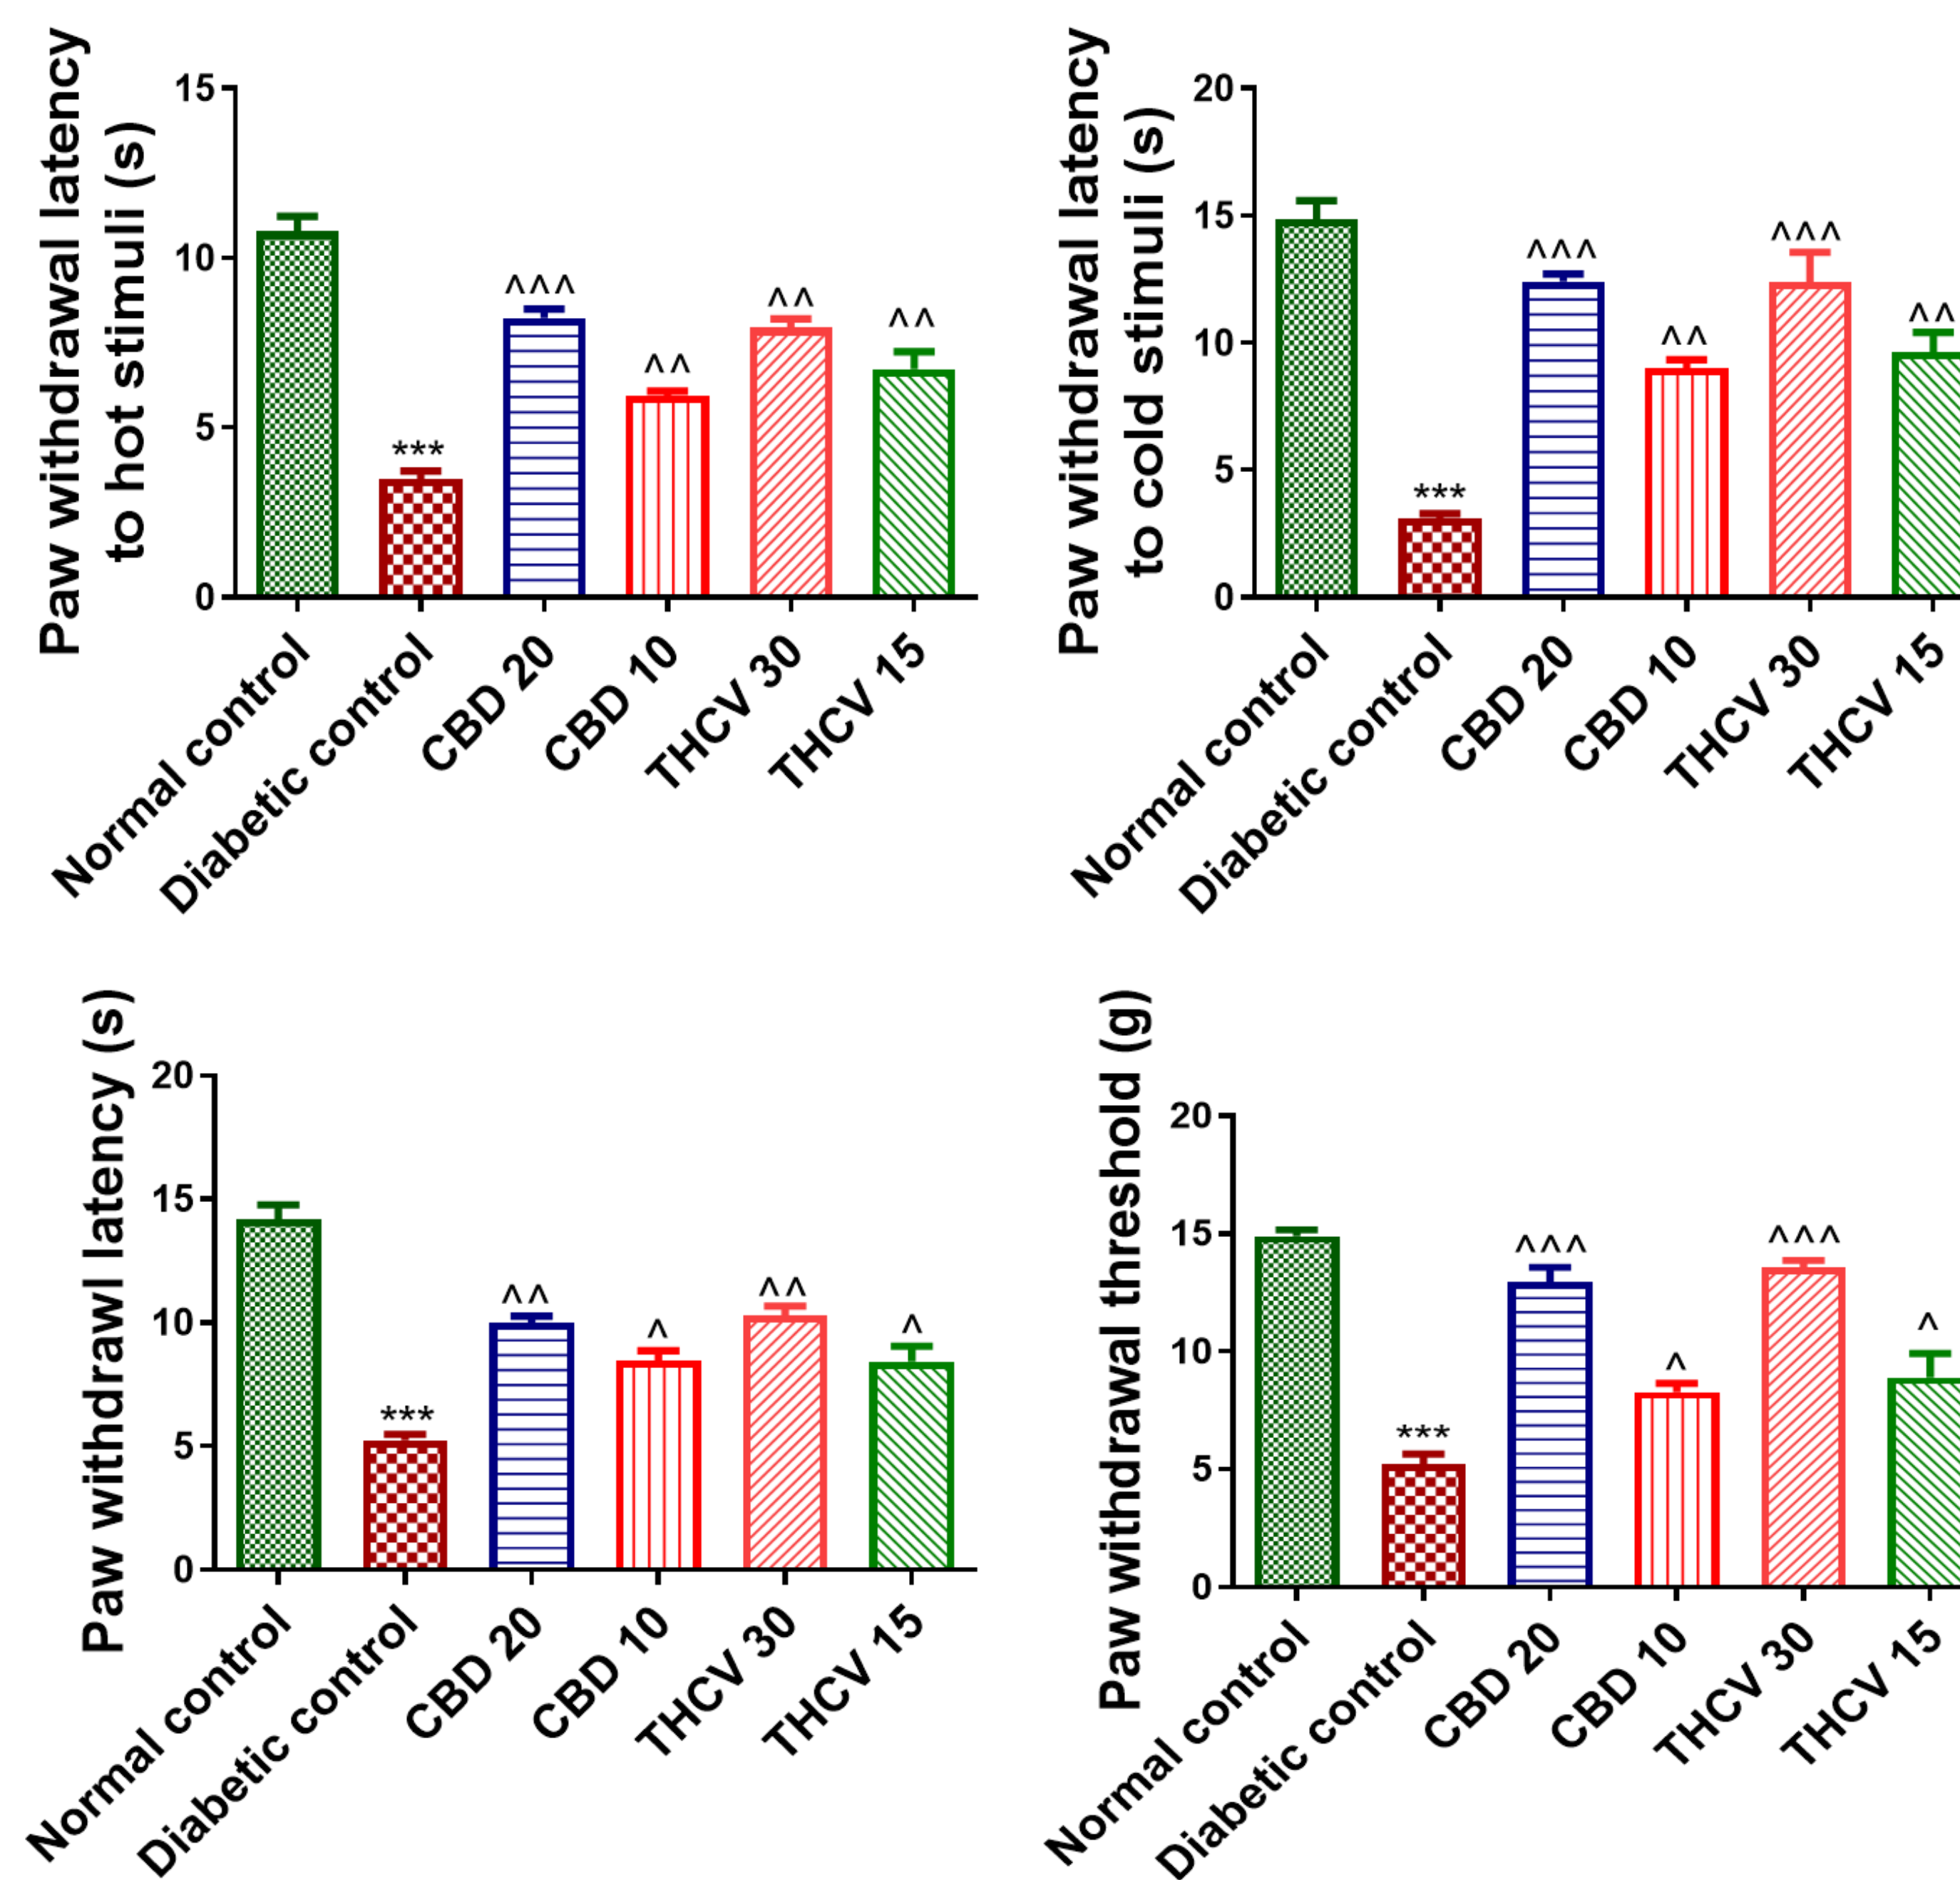 Paw withdrawal latency
to hot stimuli (s)
15
10
5
0
***
^^^
^^
^^
^^
Normal control
Diabetic control
CBD 20
CBD 10
THCV 30
THCV 15
Paw withdrawal latency
to cold stimuli (s)
20
15
10
5
0
***
^^^
^^
^^^
^^
Normal control
Diabetic control
CBD 20
CBD 10
THCV 30
THCV 15
Paw withdrawl latency (s)
20
15
10
5
0
***
^^
^
^^
^
Normal control
Diabetic control
CBD 20
CBD 10
THCV 30
THCV 15
Paw withdrawal threshold (g)
20
15
10
5
0
***
^^^
^
^^^
^
Normal control
Diabetic control
CBD 20
CBD 10
THCV 30
THCV 15